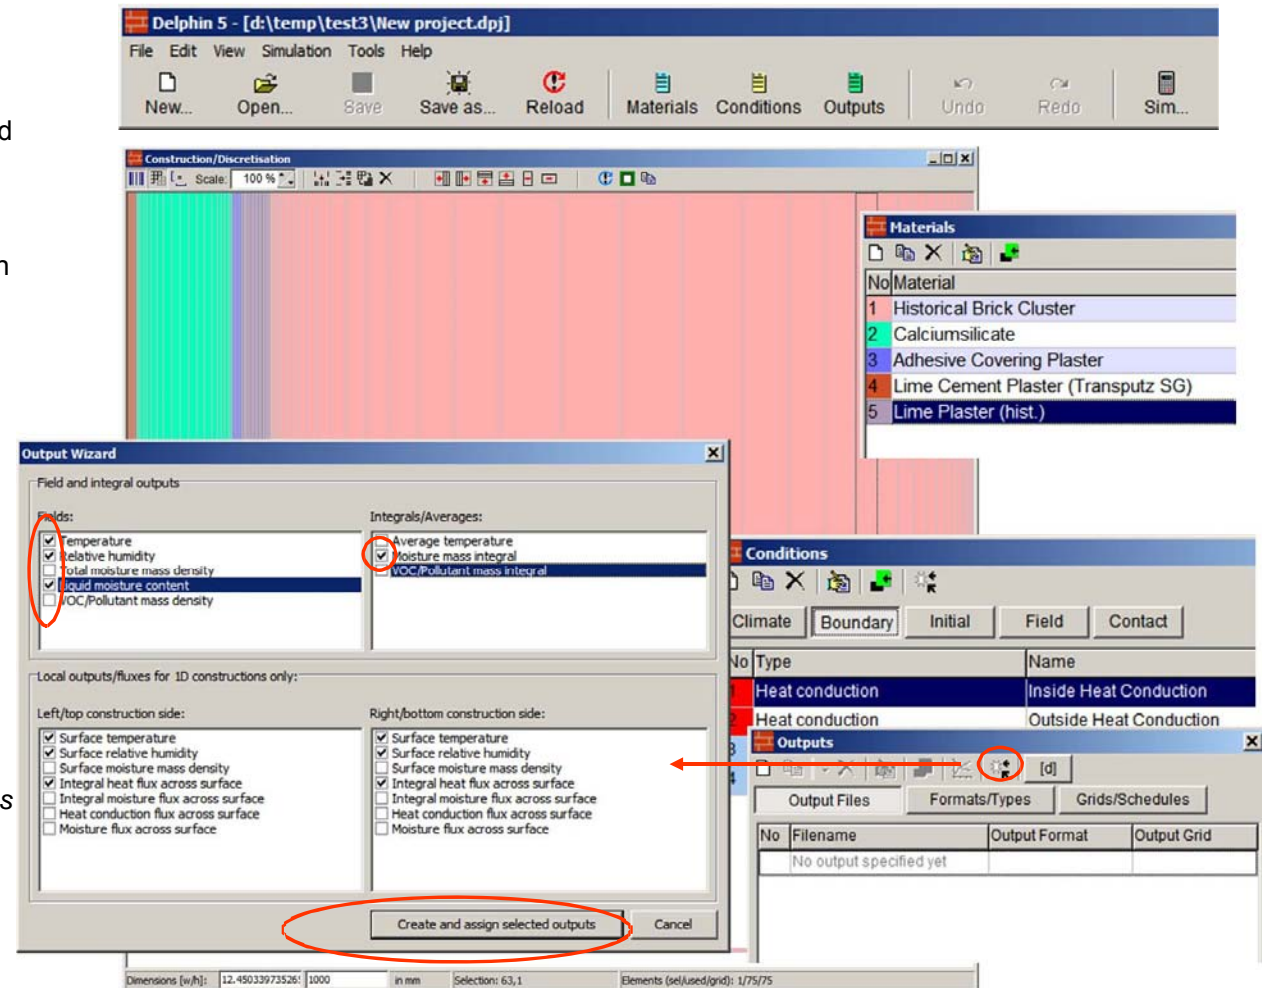 Delphin 5 - [d:\temp\test3\New project.dpj]
File Edit View Simulation Tools Help
New... Open... Save Save as... Reload Materials Conditions Outputs Undo Redo Sim...
d
Construction/Discretisation
Scale: 100 %
n
Materials
No Material
1 Historical Brick Cluster
2 Calciumsilicate
3 Adhesive Covering Plaster
4 Lime Cement Plaster (Transputz SG)
5 Lime Plaster (hist.)
Output Wizard
Field and integral outputs
Fields:
Temperature
Relative humidity
Total moisture mass density
Liquid moisture content
VOC/Pollutant mass density
Integrals/Averages:
Average temperature
Moisture mass integral
VOC/Pollutant mass integral
Local outputs/fluxes for 1D constructions only:
Left/top construction side:
Surface temperature
Surface relative humidity
Surface moisture mass density
Integral heat flux across surface
Integral moisture flux across surface
Heat conduction flux across surface
Moisture flux across surface
Right/bottom construction side:
Surface temperature
Surface relative humidity
Surface moisture mass density
Integral heat flux across surface
Integral moisture flux across surface
Heat conduction flux across surface
Moisture flux across surface
Create and assign selected outputs Cancel
s
Conditions
Climate Boundary Initial Field Contact
No Type Name
1 Heat conduction Inside Heat Conduction
2 Heat conduction Outside Heat Conduction
3
4
Outputs
[d]
Output Files Formats/Types Grids/Schedules
No Filename Output Format Output Grid
No output specified yet
Dimensions [w/h]: 12.45033973526: 1000 in mm Selection: 63,1 Elements (sel/used/grid): 1/75/75